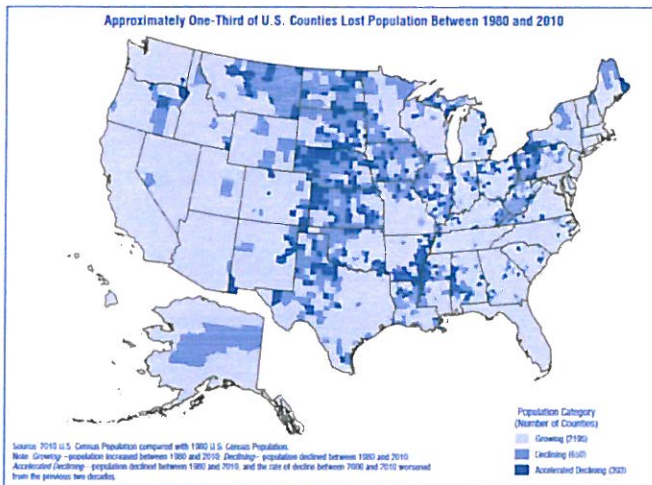 Approximately One-Third of U.S. Counties Lost Population Between 1980 and 2010
Population Category
(Number of Counties)
Growing
Declining (650)
Accelerated Declining
Source: 2010 U.S. Census Population compared with 1980 U.S. Census Population.
Note: Growing - population increased between 1980 and 2010; Declining - population declined between 1980 and 2010;
Accelerated Declining - population declined between 1980 and 2010, and the rate of decline between 2000 and 2010 worsened
from the previous two decades.